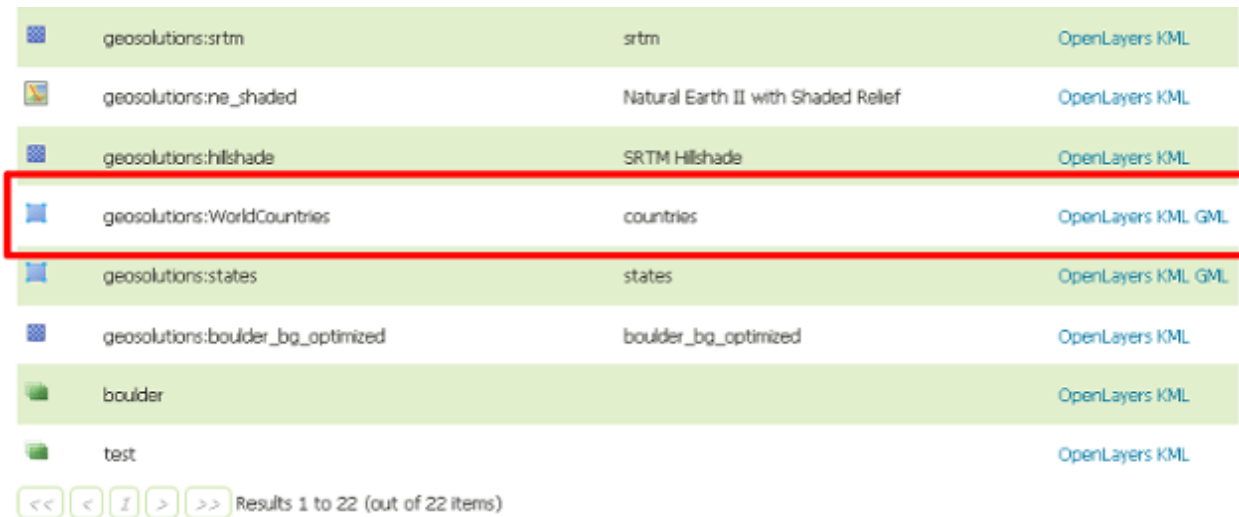 geosolutions:srtm srtm OpenLayers KML
geosolutions:ne_shaded Natural Earth II with Shaded Relief OpenLayers KML
geosolutions:hillshade SRTM Hillshade OpenLayers KML
geosolutions:WorldCountries countries OpenLayers KML GML
geosolutions:states states OpenLayers KML GML
geosolutions:boulder_bg_optimized boulder_bg_optimized OpenLayers KML
boulder OpenLayers KML
test OpenLayers KML
<< < 1 > >> Results 1 to 22 (out of 22 items)